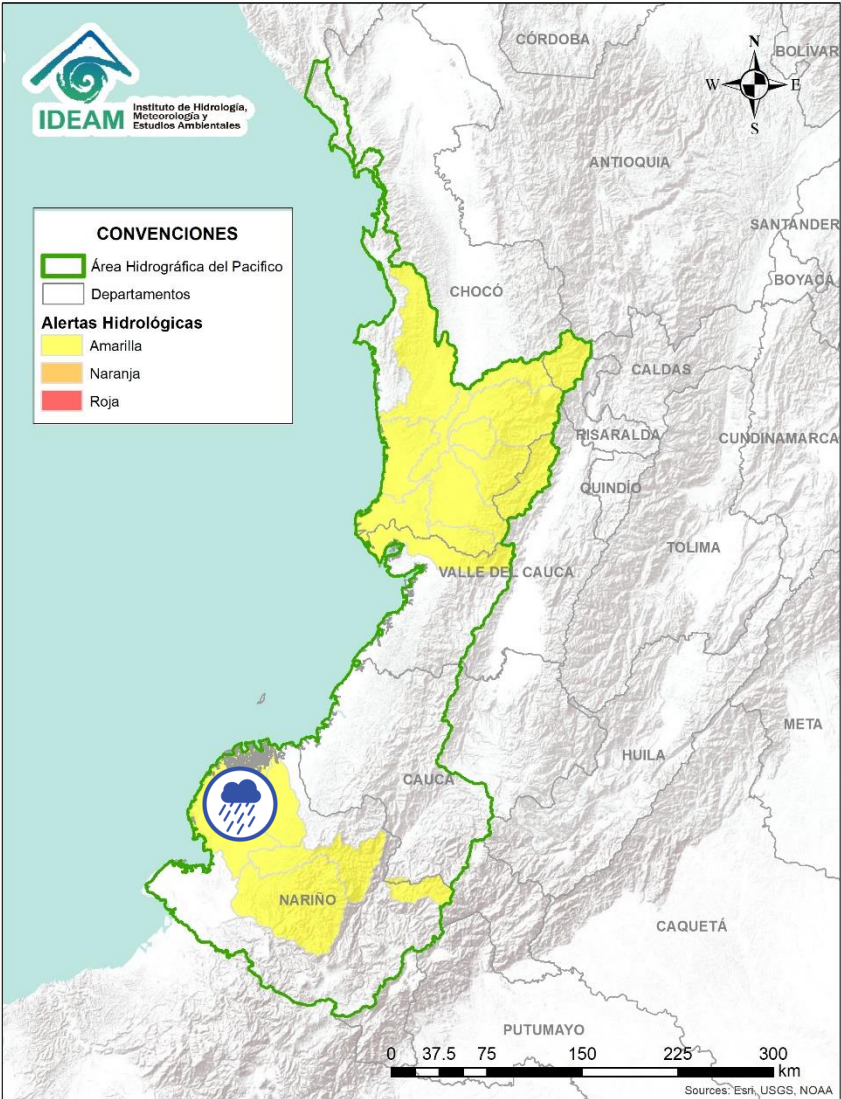 IDEAM
Instituto de Hidrología,
Meteorología y
Estudios Ambientales
N
W
E
S
CÓRDOBA
BOLÍVAR
ANTIOQUIA
SANTANDER
BOYACÁ
CHOCÓ
CALDAS
RISARALDA
CUNDINAMARCA
QUINDÍO
TOLIMA
VALLE DEL CAUCA
META
HUILA
CAUCA
NARIÑO
CAQUETÁ
PUTUMAYO
CONVENCIONES
Área Hidrográfica del Pacifico
Departamentos
Alertas Hidrológicas
Amarilla
Naranja
Roja
0 37.5 75 150 225 300
km
Sources: Esri, USGS, NOAA